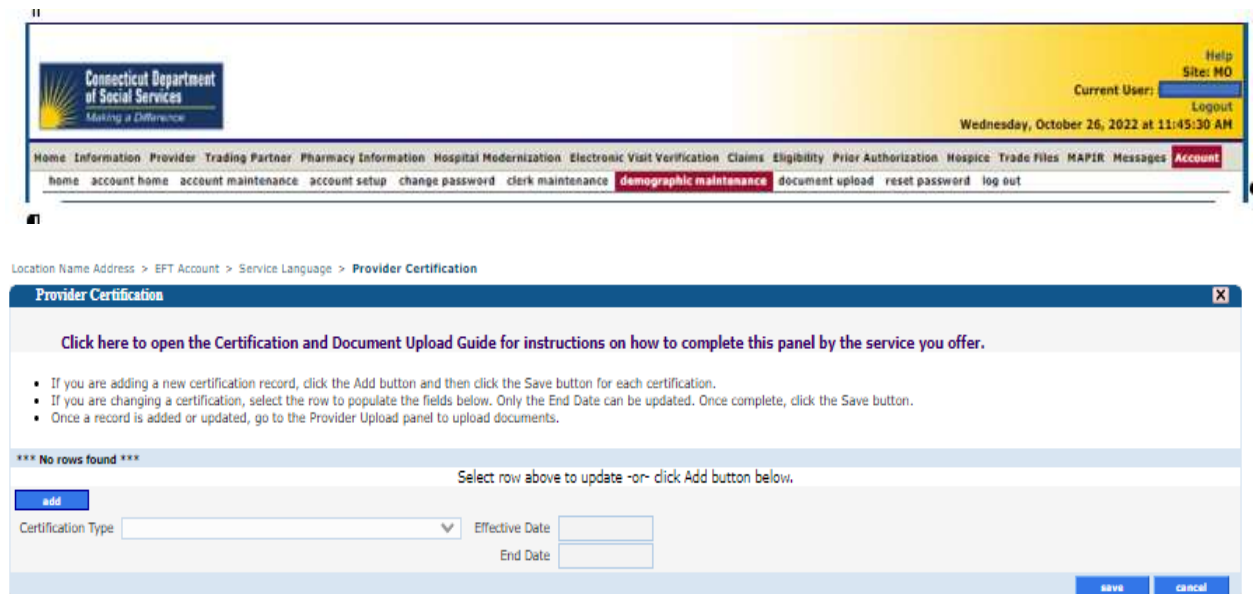 Connecticut Department
of Social Services
Making a Difference
Help
Site: MO
Current User:
Logout
Wednesday, October 26, 2022 at 11:45:30 AM
Home Information Provider Trading Partner Pharmacy Information Hospital Modernization Electronic Visit Verification Claims Eligibility Prior Authorization Hospice Trade Files MAPIR Messages Account
home account home account maintenance account setup change password clerk maintenance demographic maintenance document upload reset password log out
¶
Location Name Address > EFT Account > Service Language > Provider Certification
Provider Certification
X
Click here to open the Certification and Document Upload Guide for instructions on how to complete this panel by the service you offer.
• If you are adding a new certification record, click the Add button and then click the Save button for each certification.
• If you are changing a certification, select the row to populate the fields below. Only the End Date can be updated. Once complete, click the Save button.
• Once a record is added or updated, go to the Provider Upload panel to upload documents.
*** No rows found ***
Select row above to update -or- click Add button below.
add
Certification Type Effective Date
End Date
save cancel